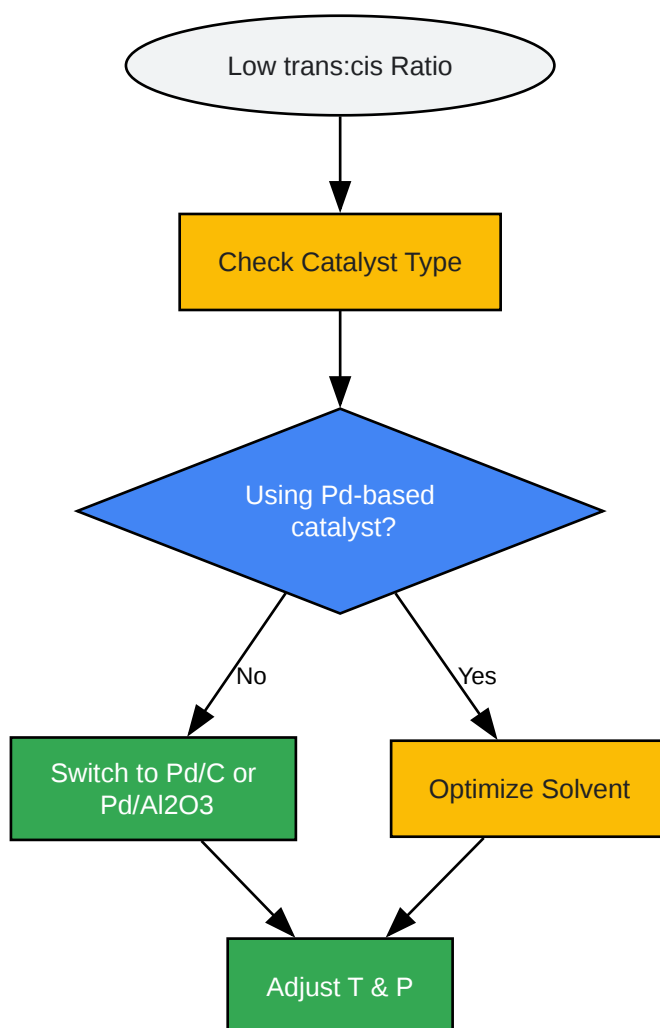 Low trans:cis Ratio
Check Catalyst Type
Using Pd-based
catalyst?
No
Yes
Switch to Pd/C or
Pd/Al2O3
Optimize Solvent
Adjust T & P